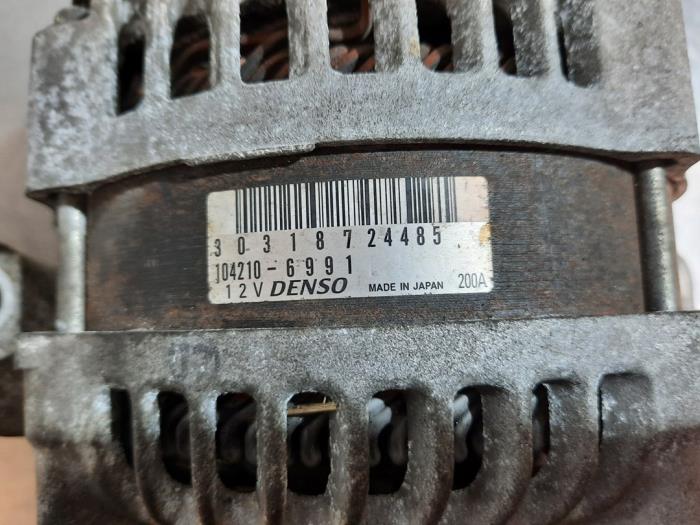 30318724485
104210-6991
12V DENSO MADE IN JAPAN 200A